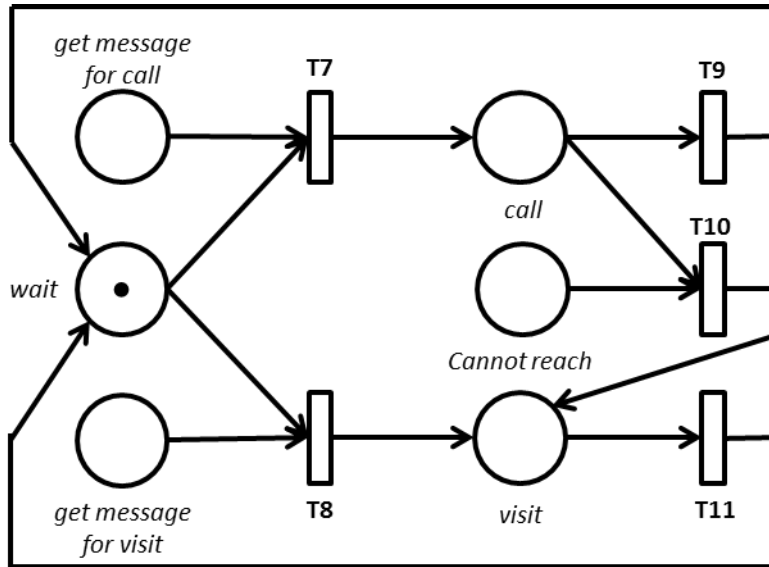 get message
for call
T7
T9
call
T10
wait
Cannot reach
get message
for visit
T8
visit
T11